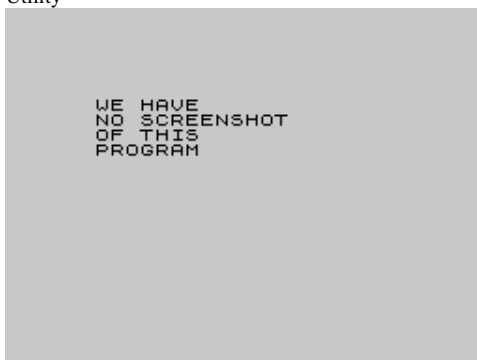 Utility
WE HAVE
NO SCREENSHOT
OF THIS
PROGRAM